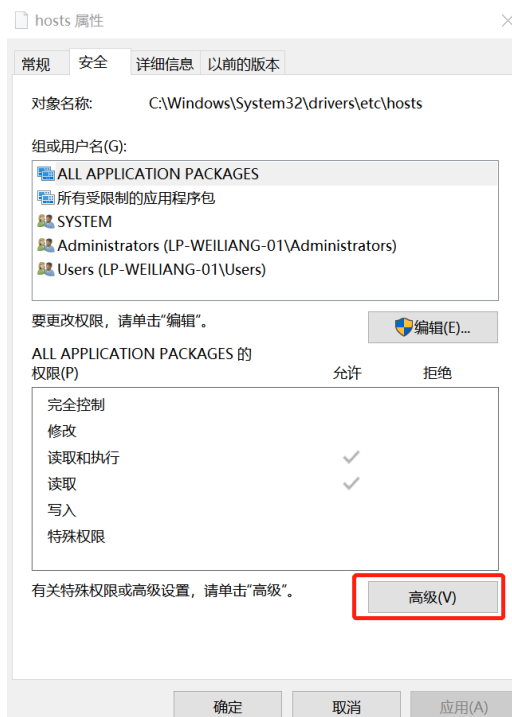 hosts 属性
常规 安全 详细信息 以前的版本
对象名称: C:\Windows\System32\drivers\etc\hosts
组或用户名(G):
ALL APPLICATION PACKAGES
所有受限制的应用程序包
SYSTEM
Administrators (LP-WEILIANG-01\Administrators)
Users (LP-WEILIANG-01\Users)
要更改权限，请单击"编辑"。 编辑(E)...
ALL APPLICATION PACKAGES 的
权限(P) 允许 拒绝
完全控制
修改
读取和执行
读取
写入
特殊权限
有关特殊权限或高级设置，请单击"高级"。 高级(V)
确定 取消 应用(A)